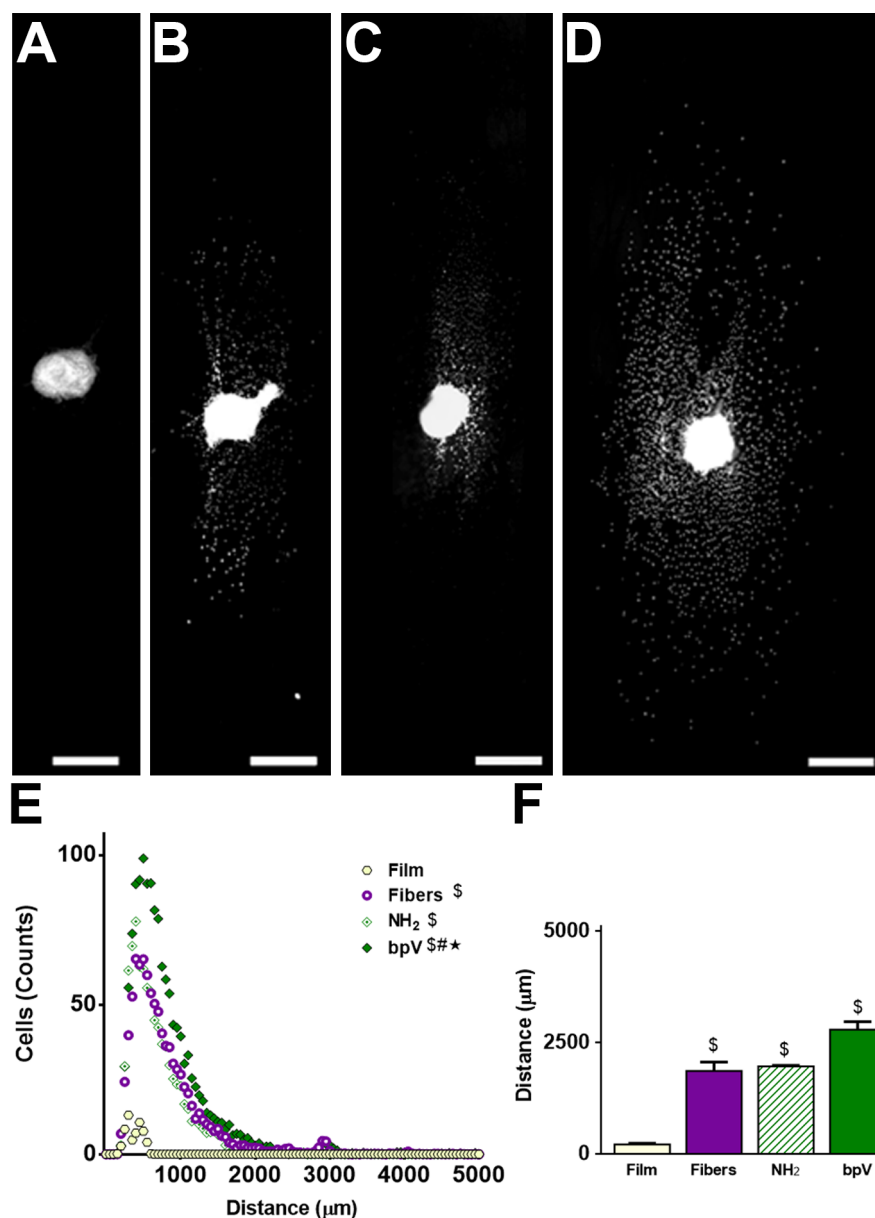 A B C D
E F
100
50
0
Cells (Counts)
Film
Fibers $
NH₂ $
bpV $#★
1000 2000 3000 4000 5000
Distance (μm)
5000
2500
0
Distance (μm)
$ $ $
Film Fibers NH₂ bpV